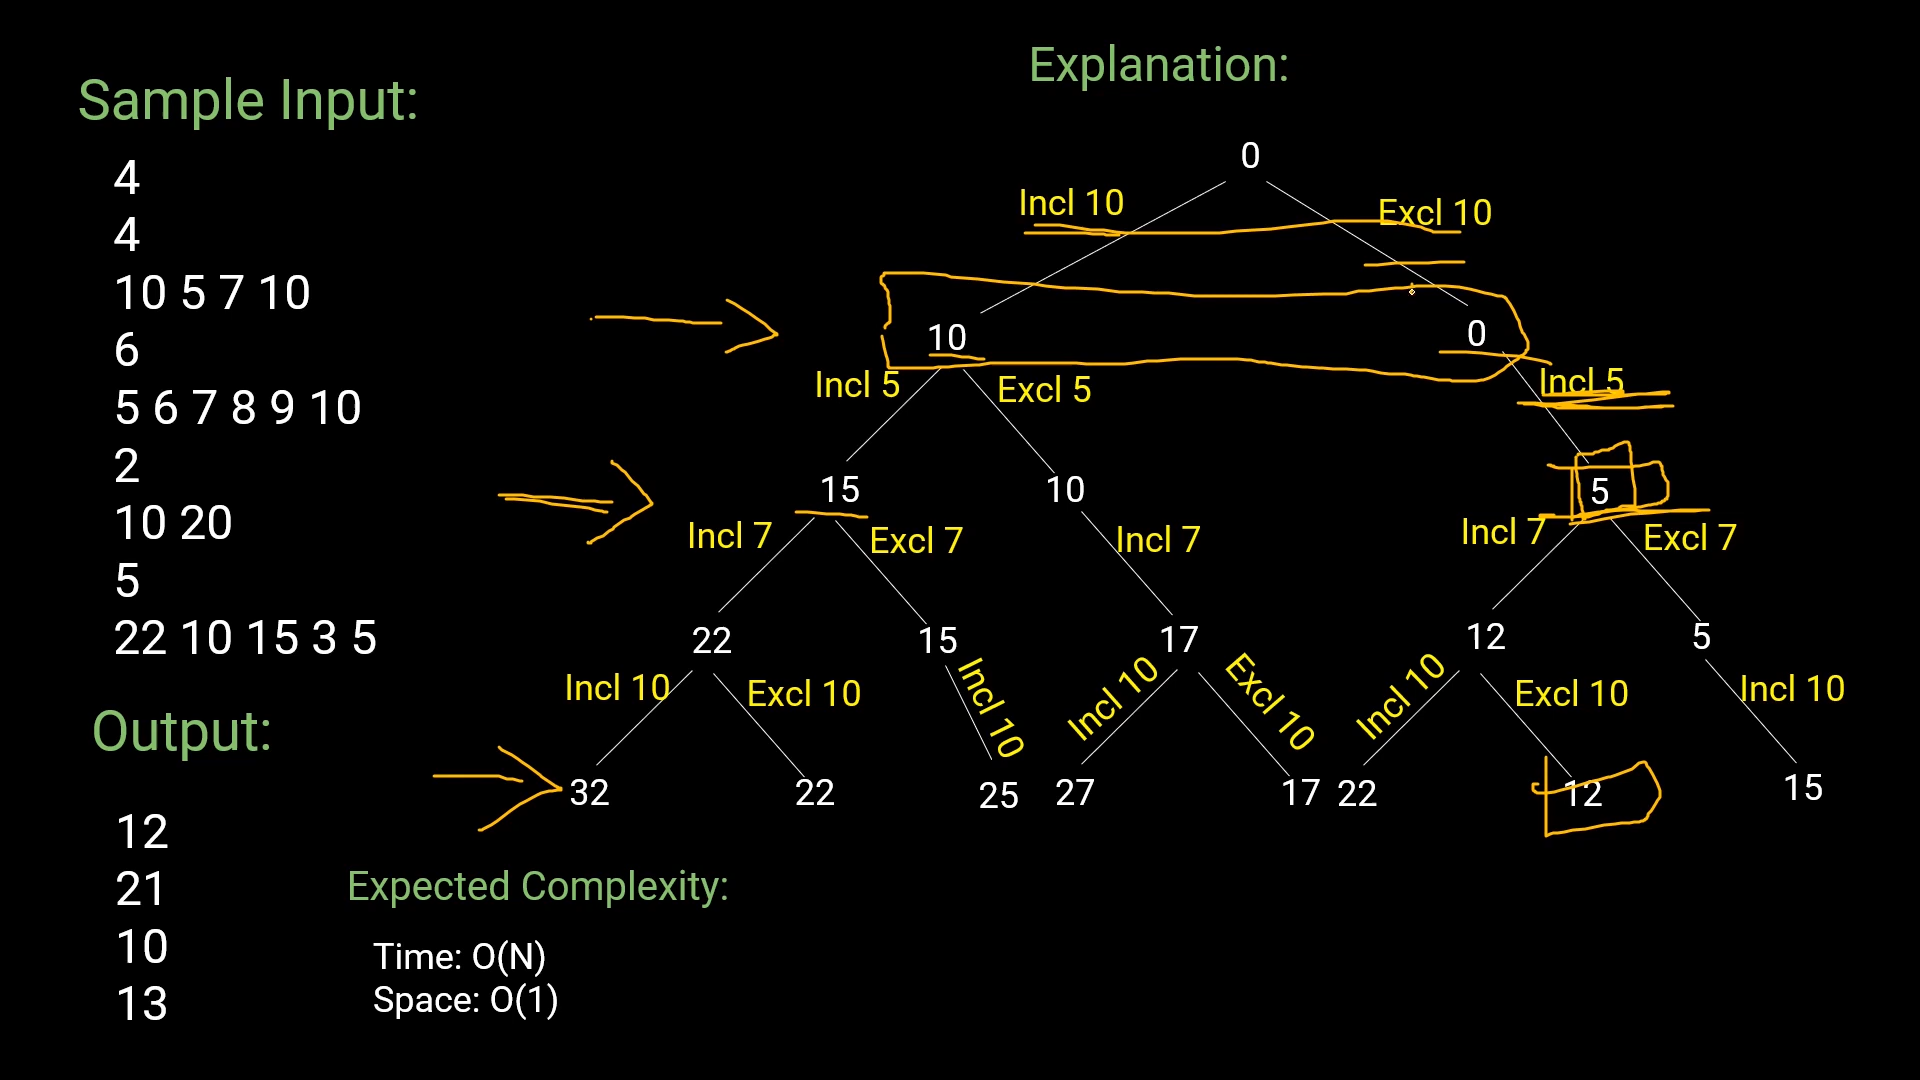 Sample Input:
4
4
10 5 7 10
6
5 6 7 8 9 10
2
10 20
5
22 10 15 3 5
Output:
12
21
10
13
Expected Complexity:
Time: O(N)
Space: O(1)
Explanation:
0
Incl 10
Excl 10
10
0
Incl 5
Excl 5
Incl 5
15
10
5
Incl 7
Excl 7
Incl 7
Incl 7
Excl 7
22
15
17
12
5
Incl 10
Excl 10
Incl 10
Incl 10
Excl 10
Incl 10
Excl 10
Incl 10
32
22
25
27
17
22
12
15